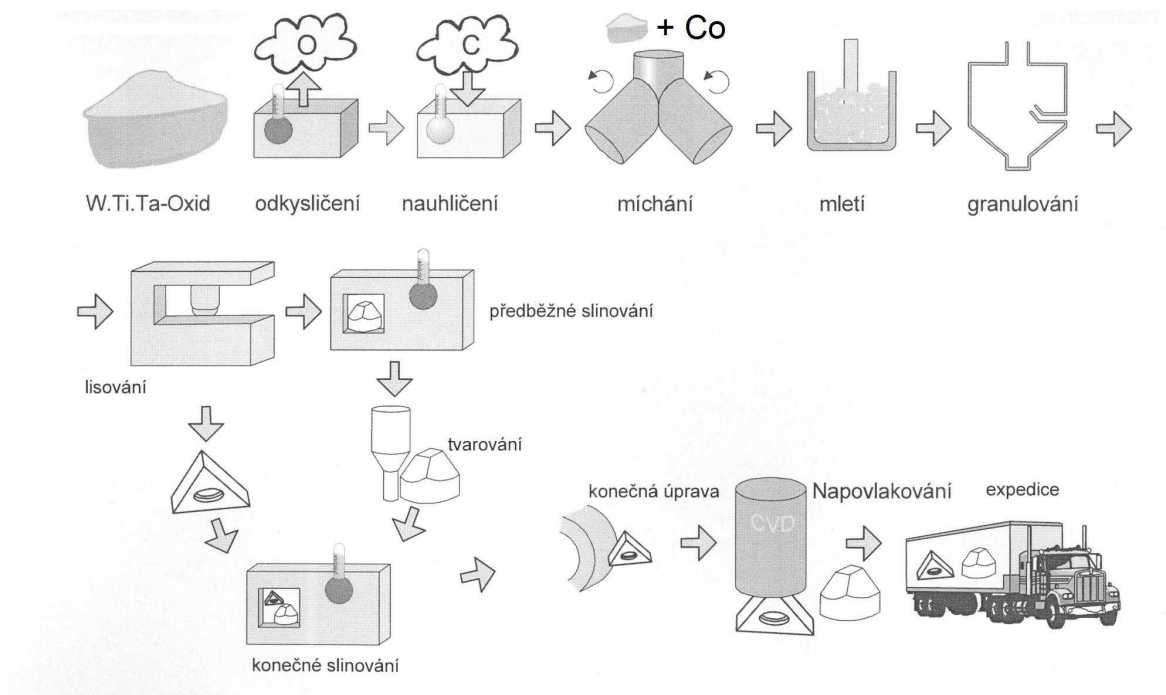 O
C
+ Co
W.Ti.Ta-Oxid
odkysličení
nauhličení
míchání
mletí
granulování
předběžné slinování
lisování
tvarování
konečná úprava
CVD
Napovlakování
expedice
konečné slinování